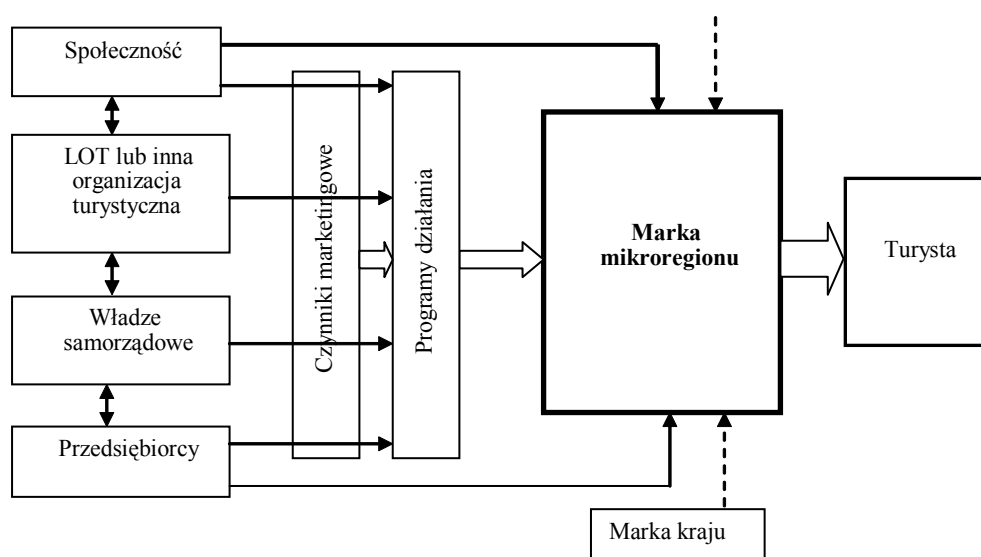 Społeczność
LOT lub inna
organizacja
turystyczna
Władze
samorządowe
Przedsiębiorcy
Czynniki marketingowe
Programy działania
Marka
mikroregionu
Turysta
Marka kraju